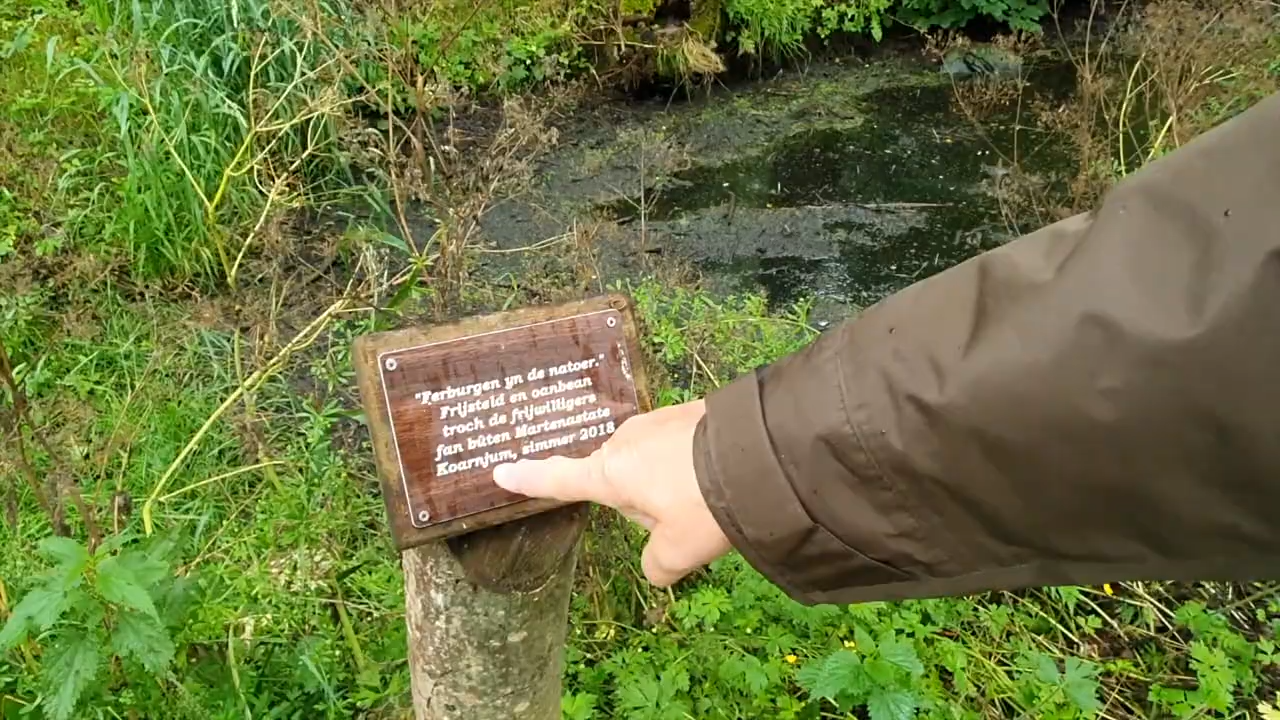 "Ferburgen yn de natoer."
Frijsteld en oanbean
troch de frijwilligers
fan bûten Martenastate
Koarnjum, simmer 2018